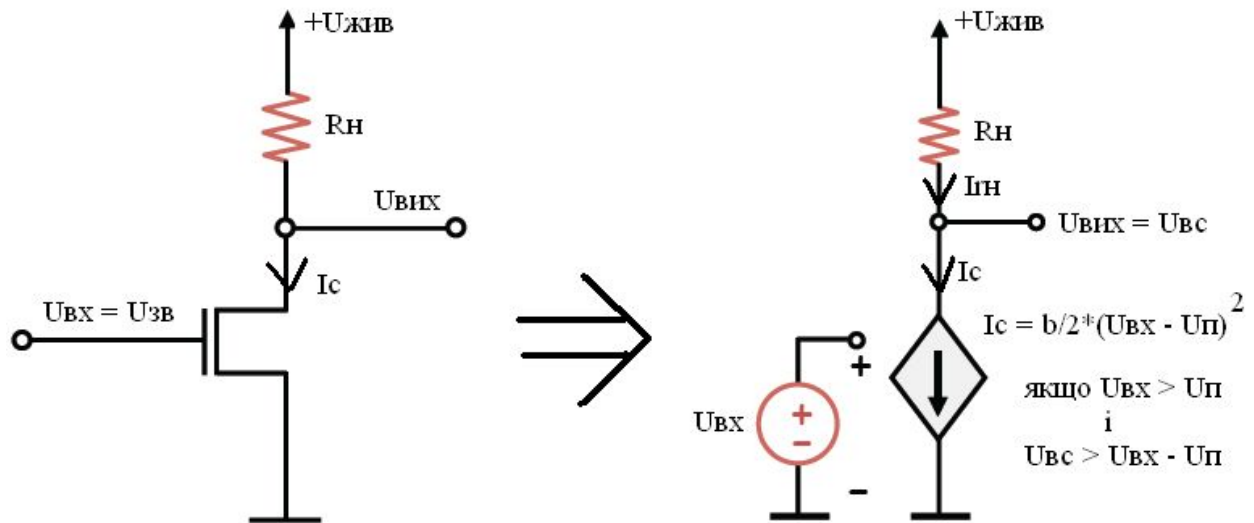 +Uжив
Rн
Uвих
Iс
Uвх = Uзв
+Uжив
Rн
Iгн
Uвих = Uвс
Iс
Iс = b/2*(Uвх - Uп)²
якщо Uвх > Uп
і
Uвс > Uвх - Uп
Uвх
+
−
+
−